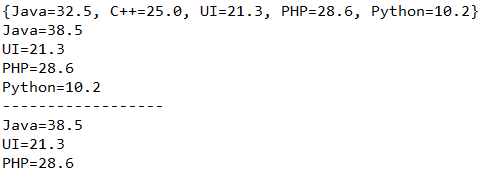 {Java=32.5, C++=25.0, UI=21.3, PHP=28.6, Python=10.2}
Java=38.5
UI=21.3
PHP=28.6
Python=10.2
------------------
Java=38.5
UI=21.3
PHP=28.6